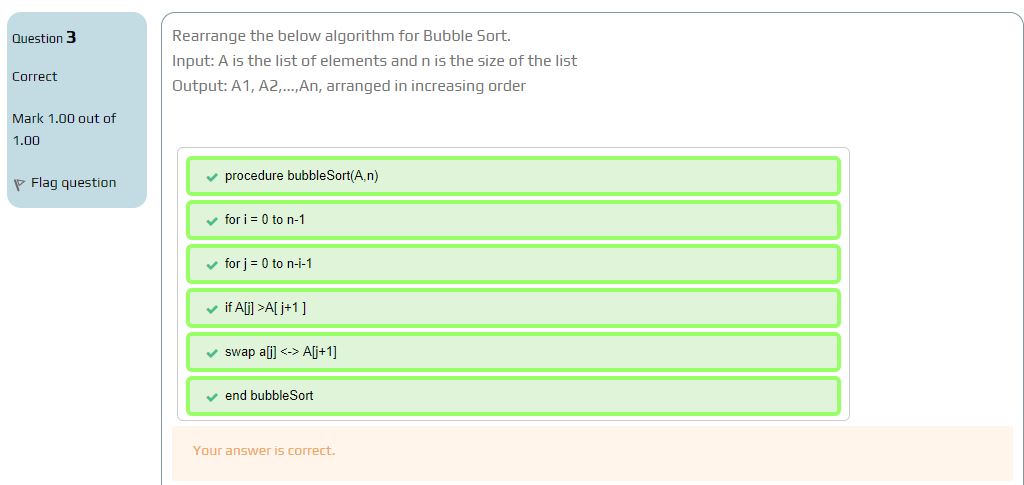 Question 3
Correct
Mark 1.00 out of
1.00
Flag question
Rearrange the below algorithm for Bubble Sort.
Input: A is the list of elements and n is the size of the list
Output: A1, A2,...,An, arranged in increasing order
procedure bubbleSort(A,n)
for i = 0 to n-1
for j = 0 to n-i-1
if A[j] >A[ j+1 ]
swap a[j] <-> A[j+1]
end bubbleSort
Your answer is correct.